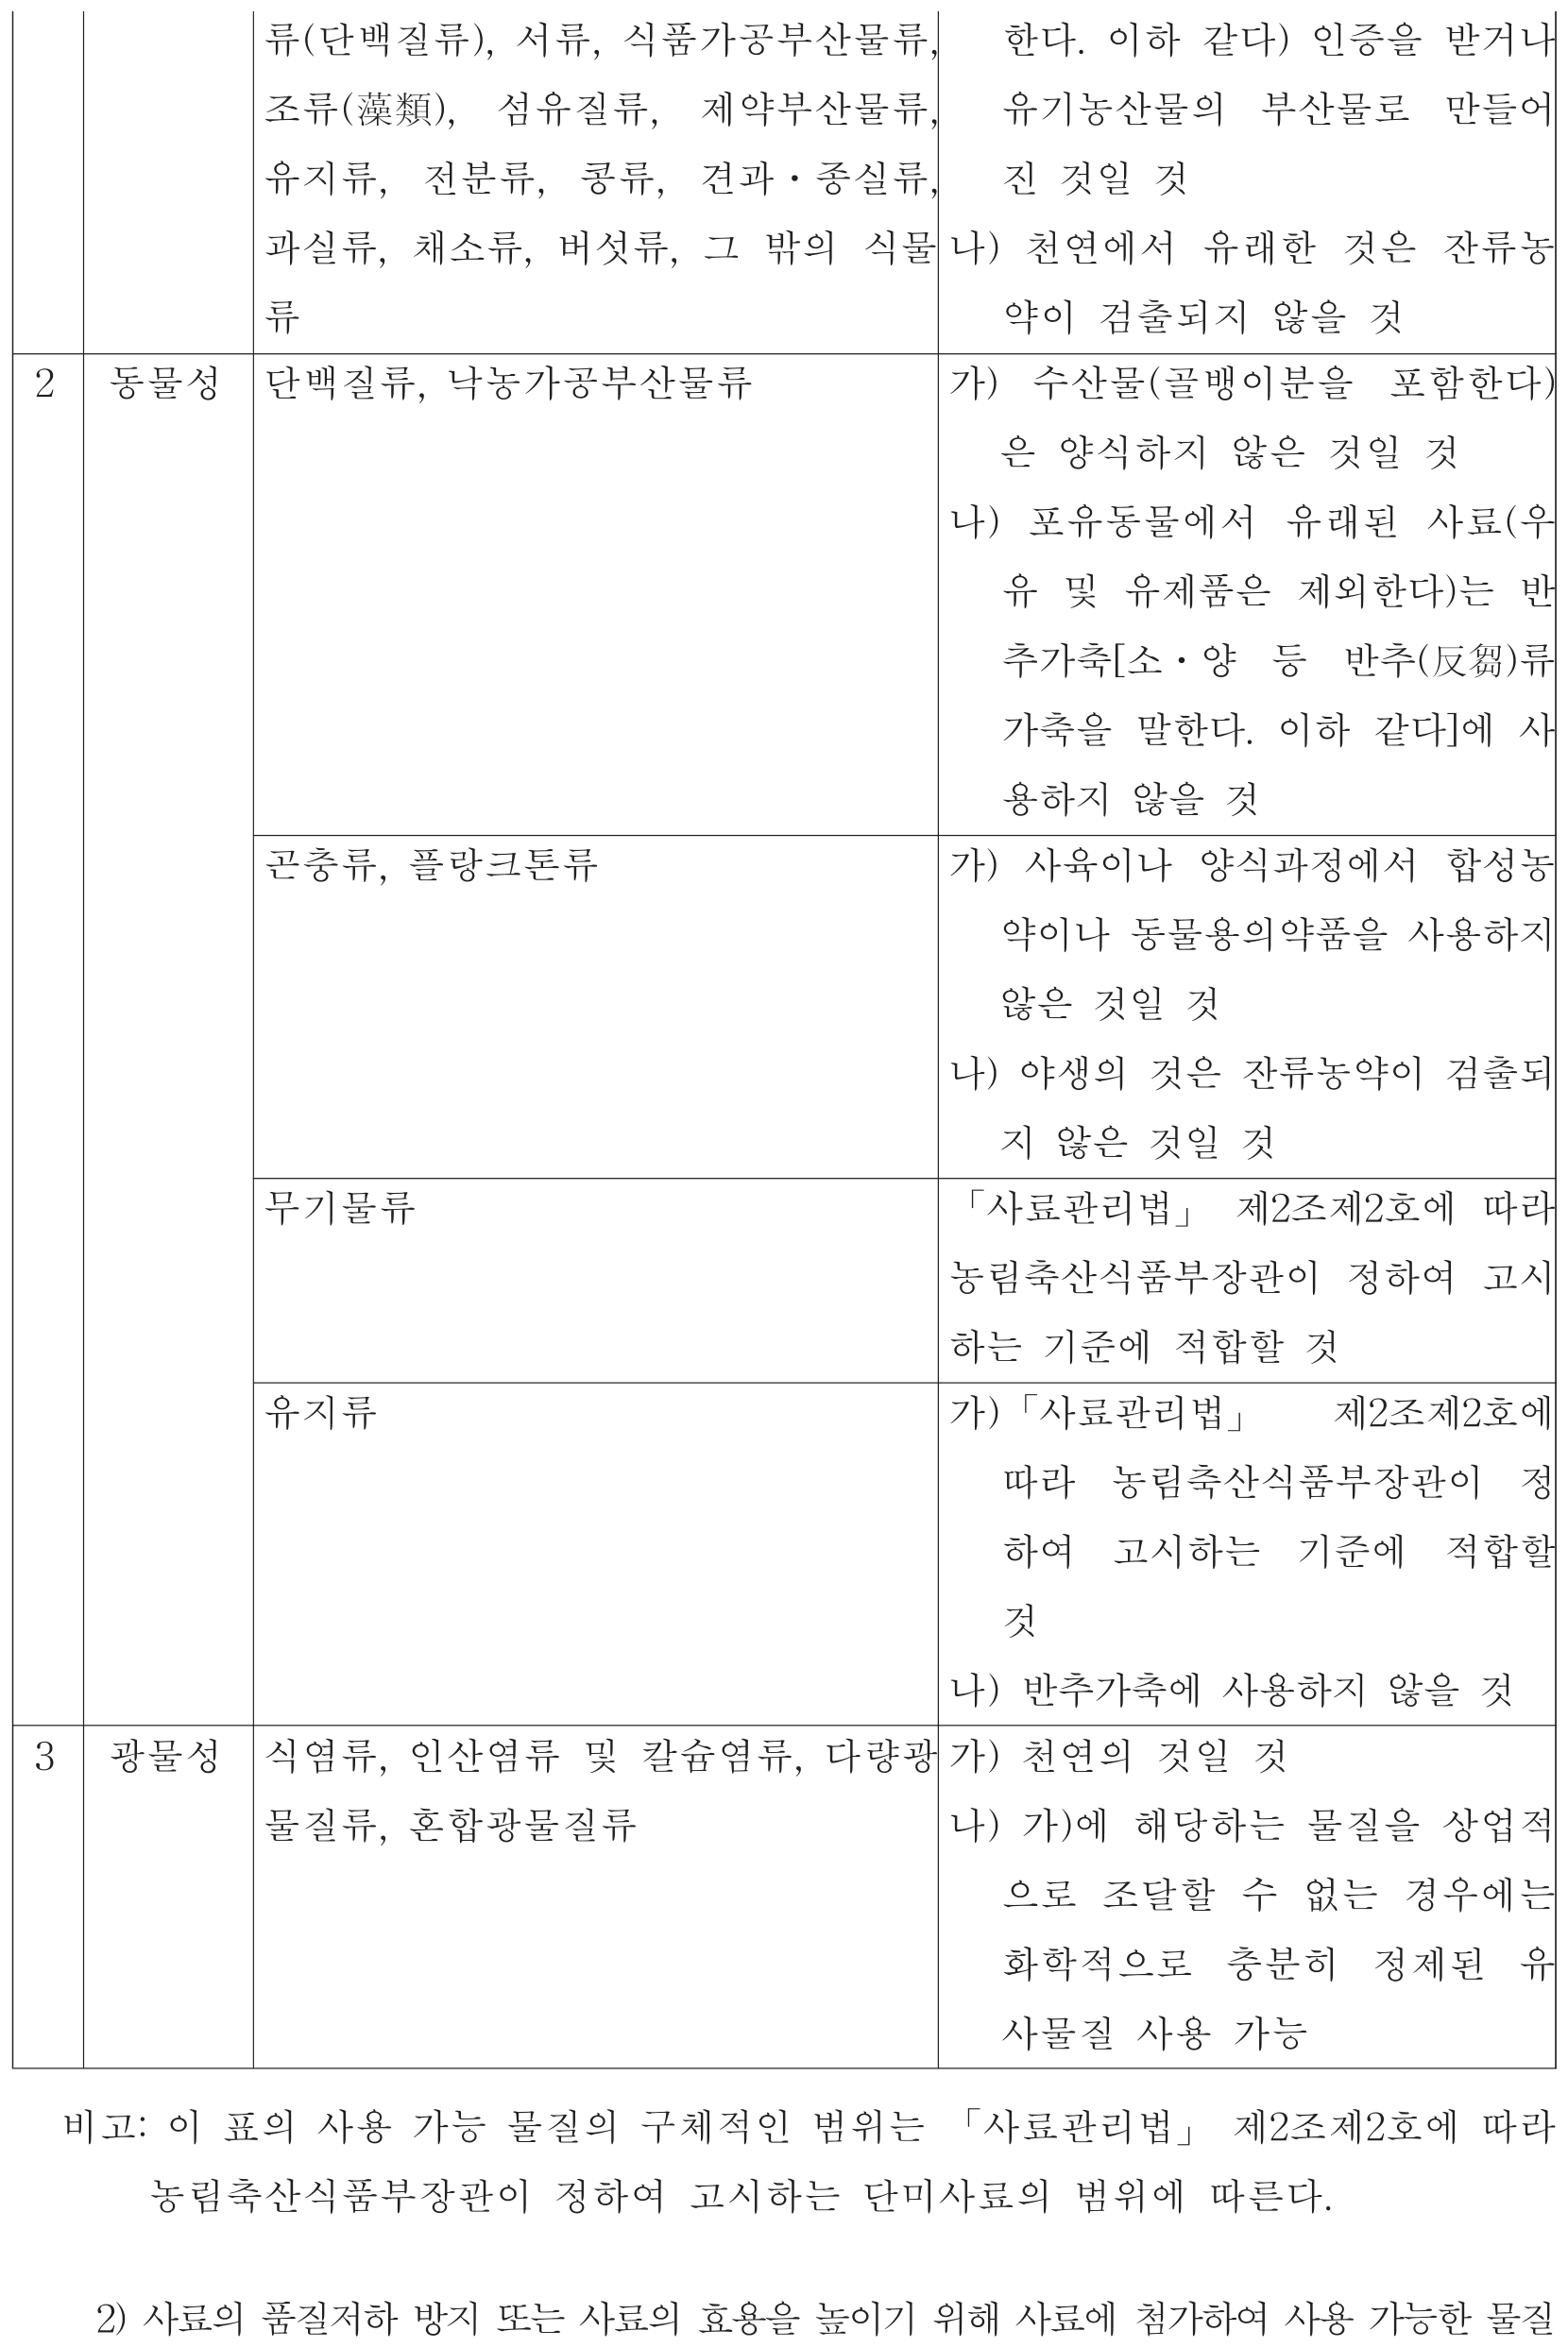 류(단백질류), 서류, 식품가공부산물류,
조류(藻類), 섬유질류, 제약부산물류,
유지류, 전분류, 콩류, 견과·종실류,
과실류, 채소류, 버섯류, 그 밖의 식물
류
한다. 이하 같다) 인증을 받거나
유기농산물의 부산물로 만들어
진 것일 것
나) 천연에서 유래한 것은 잔류농
약이 검출되지 않을 것
2
동물성
단백질류, 낙농가공부산물류
가) 수산물(골뱅이분을 포함한다)
은 양식하지 않은 것일 것
나) 포유동물에서 유래된 사료(우
유 및 유제품은 제외한다)는 반
추가축[소·양 등 반추(反芻)류
가축을 말한다. 이하 같다]에 사
용하지 않을 것
곤충류, 플랑크톤류
가) 사육이나 양식과정에서 합성농
약이나 동물용의약품을 사용하지
않은 것일 것
나) 야생의 것은 잔류농약이 검출되
지 않은 것일 것
무기물류
「사료관리법」 제2조제2호에 따라
농림축산식품부장관이 정하여 고시
하는 기준에 적합할 것
유지류
가)「사료관리법」 제2조제2호에
따라 농림축산식품부장관이 정
하여 고시하는 기준에 적합할
것
나) 반추가축에 사용하지 않을 것
3
광물성
식염류, 인산염류 및 칼슘염류, 다량광
물질류, 혼합광물질류
가) 천연의 것일 것
나) 가)에 해당하는 물질을 상업적
으로 조달할 수 없는 경우에는
화학적으로 충분히 정제된 유
사물질 사용 가능
비고: 이 표의 사용 가능 물질의 구체적인 범위는 「사료관리법」 제2조제2호에 따라
농림축산식품부장관이 정하여 고시하는 단미사료의 범위에 따른다.
2) 사료의 품질저하 방지 또는 사료의 효용을 높이기 위해 사료에 첨가하여 사용 가능한 물질